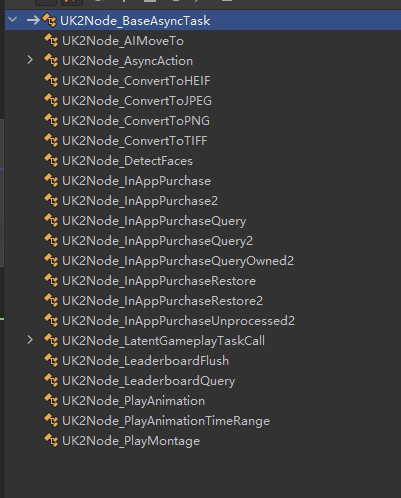 UK2Node_BaseAsyncTask
UK2Node_AIMoveTo
UK2Node_AsyncAction
UK2Node_ConvertToHEIF
UK2Node_ConvertToJPEG
UK2Node_ConvertToPNG
UK2Node_ConvertToTIFF
UK2Node_DetectFaces
UK2Node_InAppPurchase
UK2Node_InAppPurchase2
UK2Node_InAppPurchaseQuery
UK2Node_InAppPurchaseQuery2
UK2Node_InAppPurchaseQueryOwned2
UK2Node_InAppPurchaseRestore
UK2Node_InAppPurchaseRestore2
UK2Node_InAppPurchaseUnprocessed2
UK2Node_LatentGameplayTaskCall
UK2Node_LeaderboardFlush
UK2Node_LeaderboardQuery
UK2Node_PlayAnimation
UK2Node_PlayAnimationTimeRange
UK2Node_PlayMontage